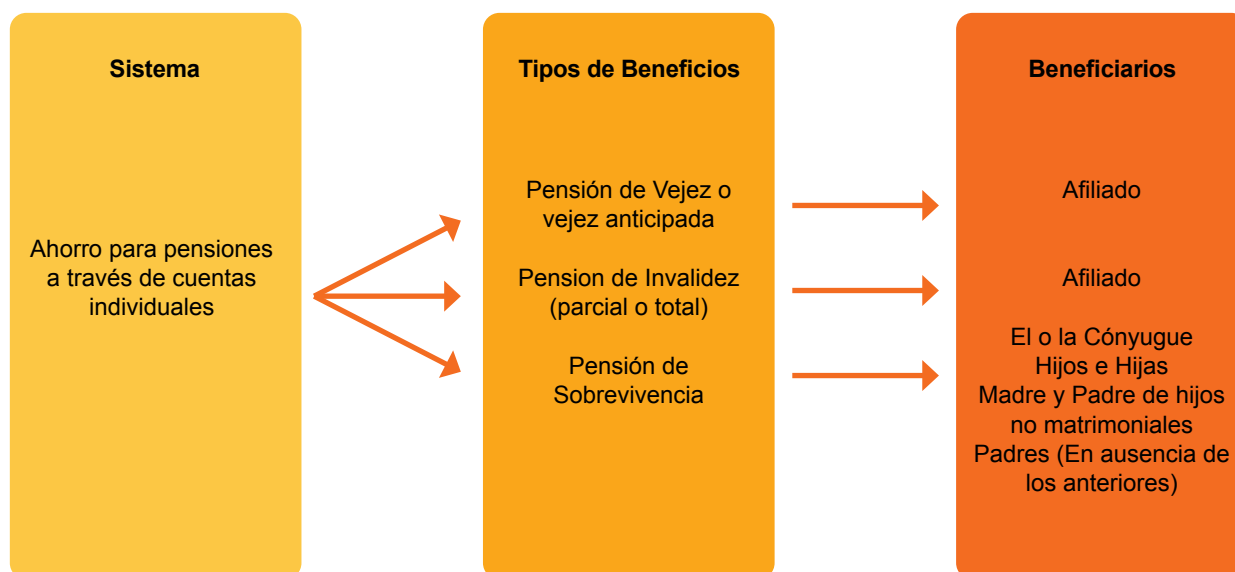 Sistema
Ahorro para pensiones
a través de cuentas
individuales
Tipos de Beneficios
Pensión de Vejez o
vejez anticipada
Pension de Invalidez
(parcial o total)
Pensión de
Sobrevivencia
Beneficiarios
Afiliado
Afiliado
El o la Cónyugue
Hijos e Hijas
Madre y Padre de hijos
no matrimoniales
Padres (En ausencia de
los anteriores)